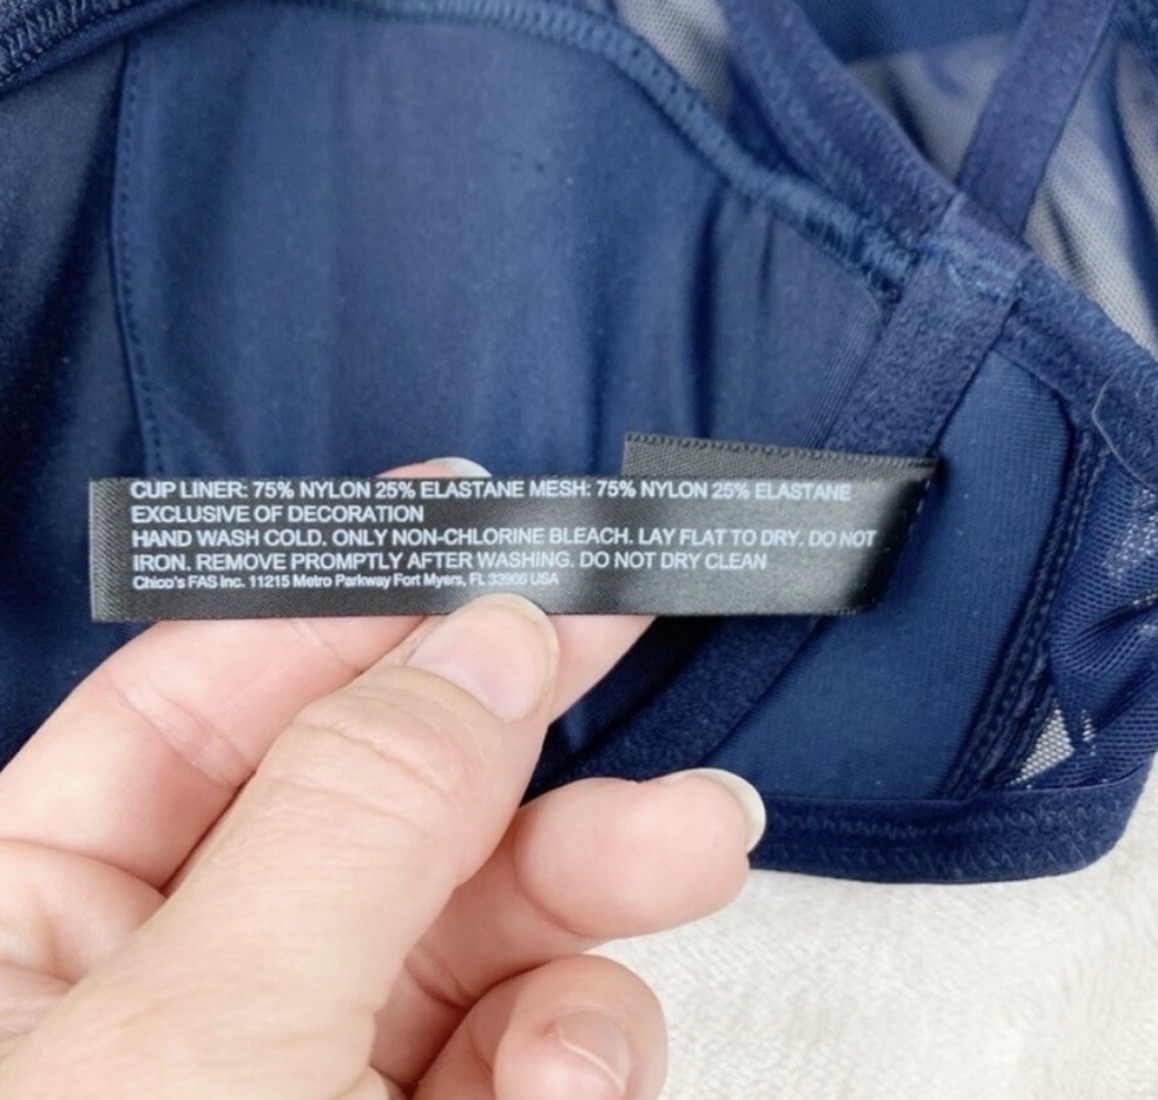 CUP LINER: 75% NYLON 25% ELASTANE MESH: 75% NYLON 25% ELASTANE
EXCLUSIVE OF DECORATION
HAND WASH COLD. ONLY NON-CHLORINE BLEACH. LAY FLAT TO DRY. DO NOT
IRON. REMOVE PROMPTLY AFTER WASHING. DO NOT DRY CLEAN
Chico's FAS Inc. 11215 Metro Parkway Fort Myers, FL 33966 USA